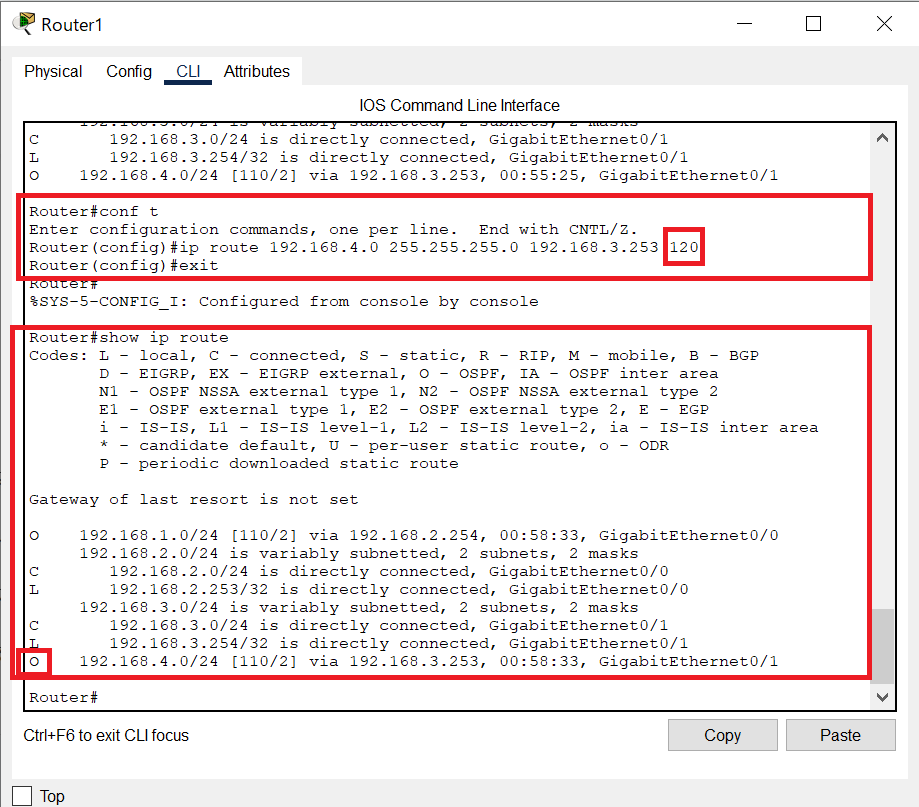 Router1
Physical Config CLI Attributes
IOS Command Line Interface
192.168.3.0/24 is variably subnetted, 2 subnets, 2 masks
C 192.168.3.0/24 is directly connected, GigabitEthernet0/1
L 192.168.3.254/32 is directly connected, GigabitEthernet0/1
O 192.168.4.0/24 [110/2] via 192.168.3.253, 00:55:25, GigabitEthernet0/1
Router#conf t
Enter configuration commands, one per line. End with CNTL/Z.
Router(config)#ip route 192.168.4.0 255.255.255.0 192.168.3.253 120
Router(config)#exit
Router#
%SYS-5-CONFIG_I: Configured from console by console
Router#show ip route
Codes: L - local, C - connected, S - static, R - RIP, M - mobile, B - BGP
D - EIGRP, EX - EIGRP external, O - OSPF, IA - OSPF inter area
N1 - OSPF NSSA external type 1, N2 - OSPF NSSA external type 2
E1 - OSPF external type 1, E2 - OSPF external type 2, E - EGP
i - IS-IS, L1 - IS-IS level-1, L2 - IS-IS level-2, ia - IS-IS inter area
* - candidate default, U - per-user static route, o - ODR
P - periodic downloaded static route
Gateway of last resort is not set
O 192.168.1.0/24 [110/2] via 192.168.2.254, 00:58:33, GigabitEthernet0/0
192.168.2.0/24 is variably subnetted, 2 subnets, 2 masks
C 192.168.2.0/24 is directly connected, GigabitEthernet0/0
L 192.168.2.253/32 is directly connected, GigabitEthernet0/0
192.168.3.0/24 is variably subnetted, 2 subnets, 2 masks
C 192.168.3.0/24 is directly connected, GigabitEthernet0/1
L 192.168.3.254/32 is directly connected, GigabitEthernet0/1
O 192.168.4.0/24 [110/2] via 192.168.3.253, 00:58:33, GigabitEthernet0/1
Router#
Ctrl+F6 to exit CLI focus
Copy Paste
Top